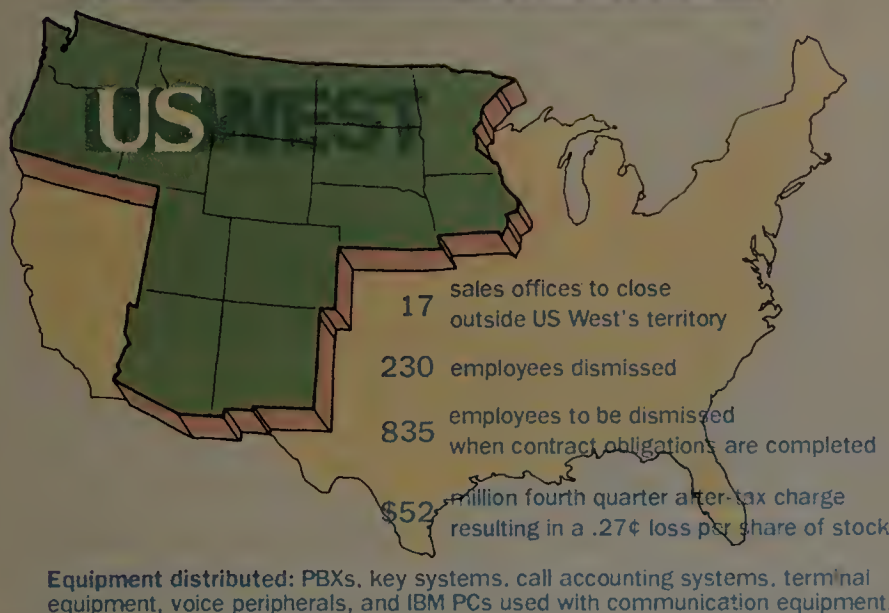 US WEST
17 sales offices to close
outside US West's territory
230 employees dismissed
835 employees to be dismissed
when contract obligations are completed
$52 million fourth quarter after-tax charge
resulting in a .27¢ loss per share of stock
Equipment distributed: PBXs, key systems, call accounting systems, terminal
equipment, voice peripherals, and IBM PCs used with communication equipment